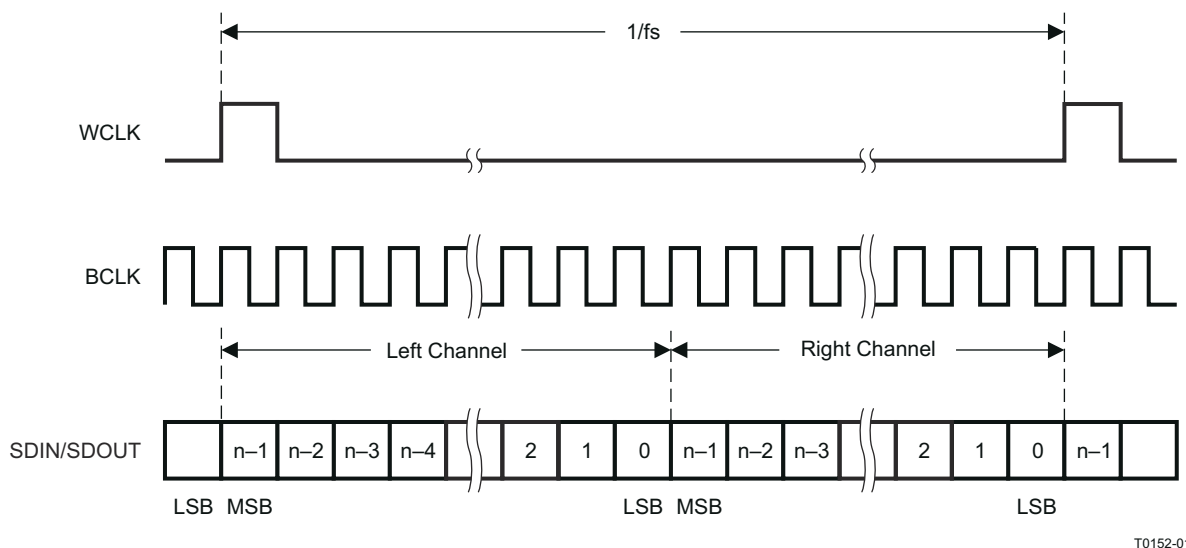 1/fs
WCLK
BCLK
Left Channel Right Channel
SDIN/SDOUT n–1 n–2 n–3 n–4 2 1 0 n–1 n–2 n–3 2 1 0 n–1
LSB MSB LSB MSB LSB